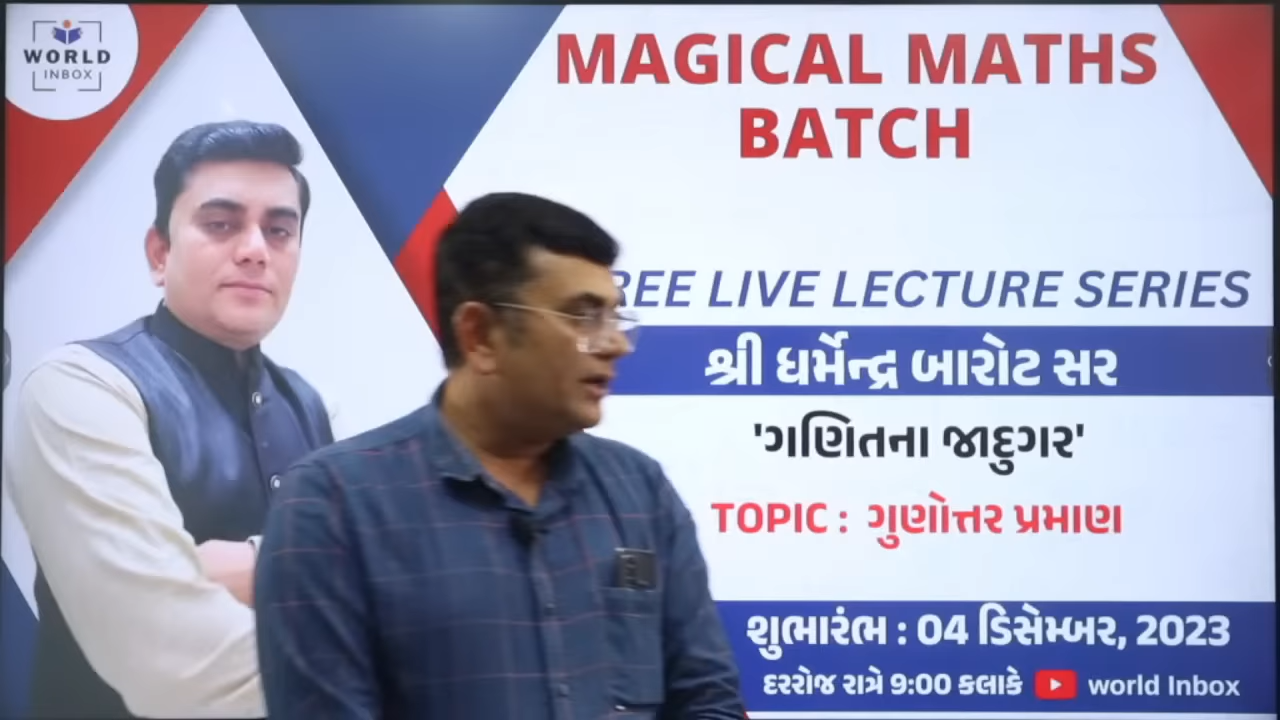 WORLD
INBOX
MAGICAL MATHS
BATCH
REE LIVE LECTURE SERIES
શ્રી ધર્મેન્દ્ર બારોટ સર
'ગણિતના જાદુગર'
TOPIC : ગુણોત્તર પ્રમાણ
શુભારંભ : 04 ડિસેમ્બર, 2023
દરરોજ રાત્રે 9:00 કલાકે world Inbox